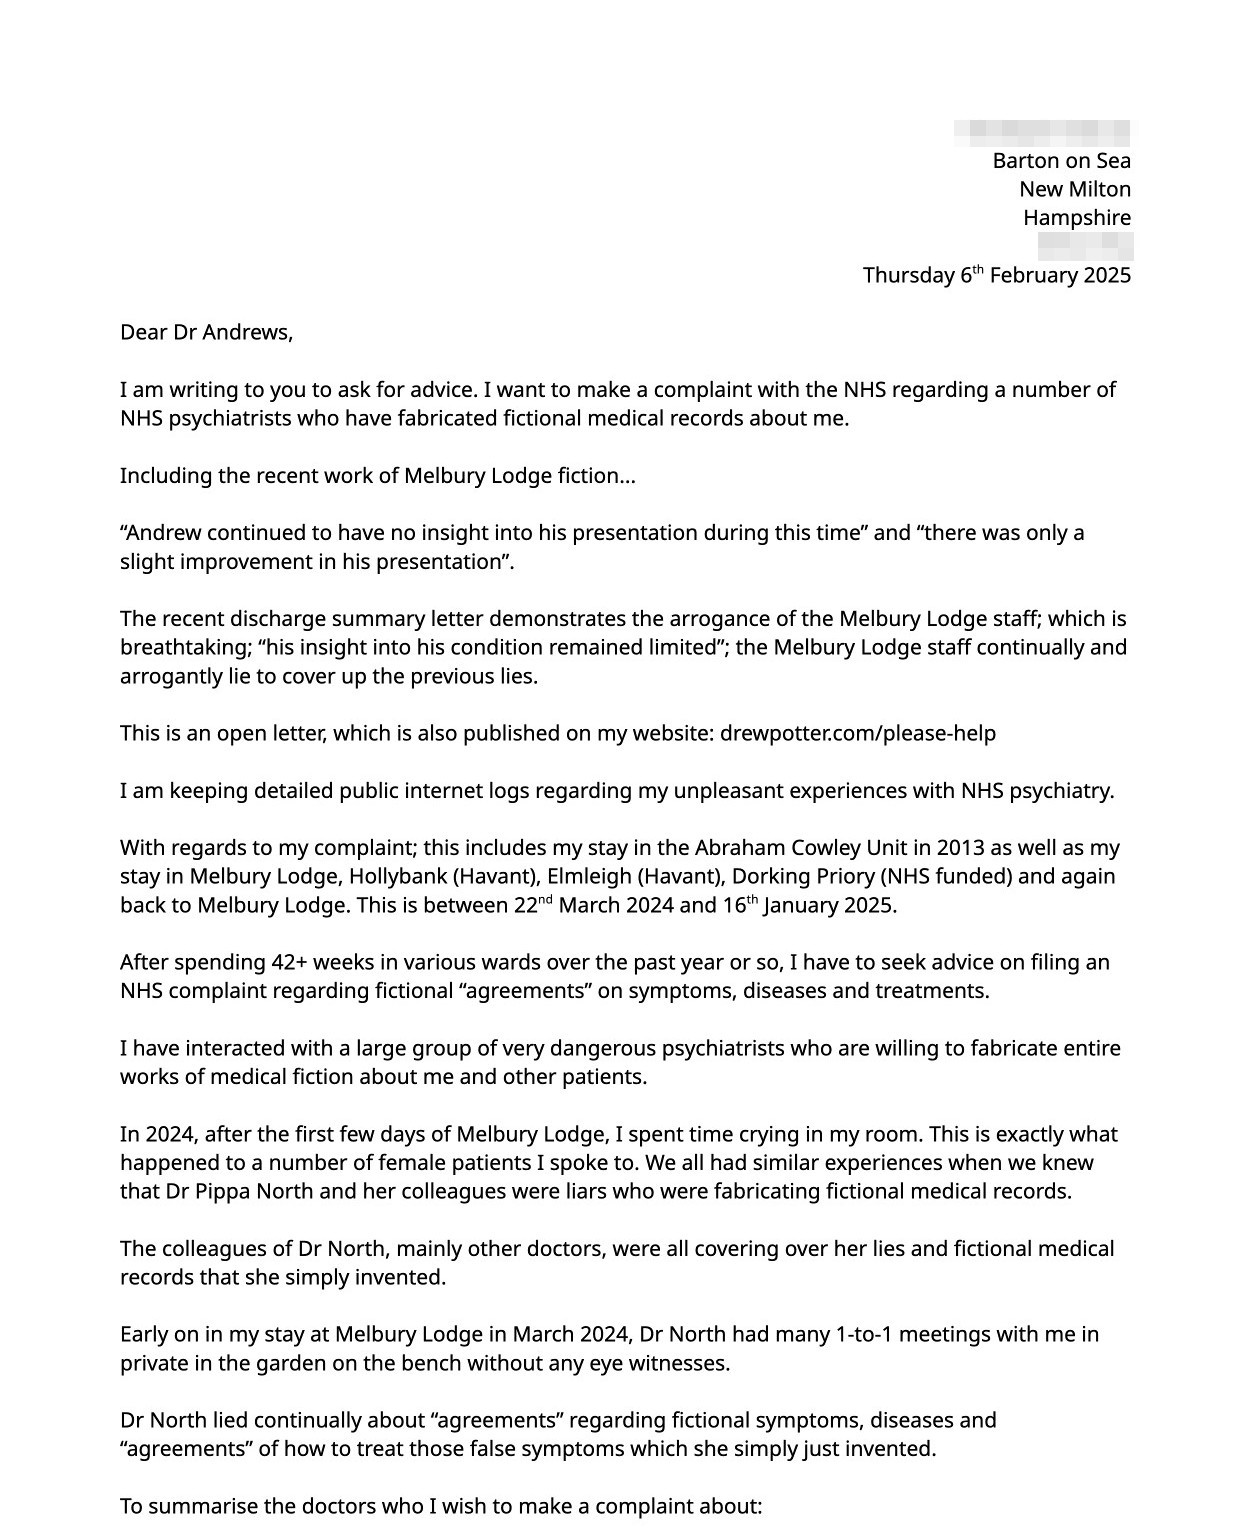 Barton on Sea
New Milton
Hampshire
Thursday 6th February 2025
Dear Dr Andrews,
I am writing to you to ask for advice. I want to make a complaint with the NHS regarding a number of
NHS psychiatrists who have fabricated fictional medical records about me.
Including the recent work of Melbury Lodge fiction...
“Andrew continued to have no insight into his presentation during this time” and “there was only a
slight improvement in his presentation”.
The recent discharge summary letter demonstrates the arrogance of the Melbury Lodge staff; which is
breathtaking; “his insight into his condition remained limited”; the Melbury Lodge staff continually and
arrogantly lie to cover up the previous lies.
This is an open letter, which is also published on my website: drewpotter.com/please-help
I am keeping detailed public internet logs regarding my unpleasant experiences with NHS psychiatry.
With regards to my complaint; this includes my stay in the Abraham Cowley Unit in 2013 as well as my
stay in Melbury Lodge, Hollybank (Havant), Elmleigh (Havant), Dorking Priory (NHS funded) and again
back to Melbury Lodge. This is between 22nd March 2024 and 16th January 2025.
After spending 42+ weeks in various wards over the past year or so, I have to seek advice on filing an
NHS complaint regarding fictional “agreements” on symptoms, diseases and treatments.
I have interacted with a large group of very dangerous psychiatrists who are willing to fabricate entire
works of medical fiction about me and other patients.
In 2024, after the first few days of Melbury Lodge, I spent time crying in my room. This is exactly what
happened to a number of female patients I spoke to. We all had similar experiences when we knew
that Dr Pippa North and her colleagues were liars who were fabricating fictional medical records.
The colleagues of Dr North, mainly other doctors, were all covering over her lies and fictional medical
records that she simply invented.
Early on in my stay at Melbury Lodge in March 2024, Dr North had many 1-to-1 meetings with me in
private in the garden on the bench without any eye witnesses.
Dr North lied continually about “agreements” regarding fictional symptoms, diseases and
“agreements” of how to treat those false symptoms which she simply just invented.
To summarise the doctors who I wish to make a complaint about: